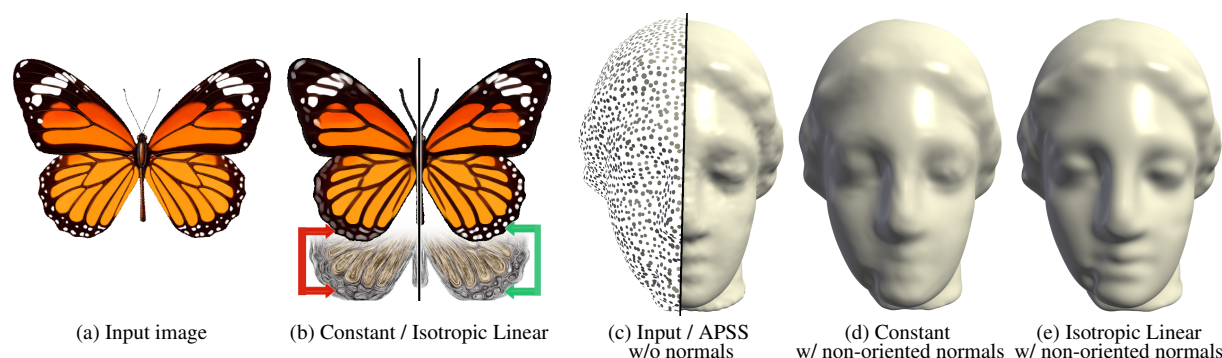 (a) Input image
(b) Constant / Isotropic Linear
(c) Input / APSS
w/o normals
(d) Constant
w/ non-oriented normals
(e) Isotropic Linear
w/ non-oriented normals